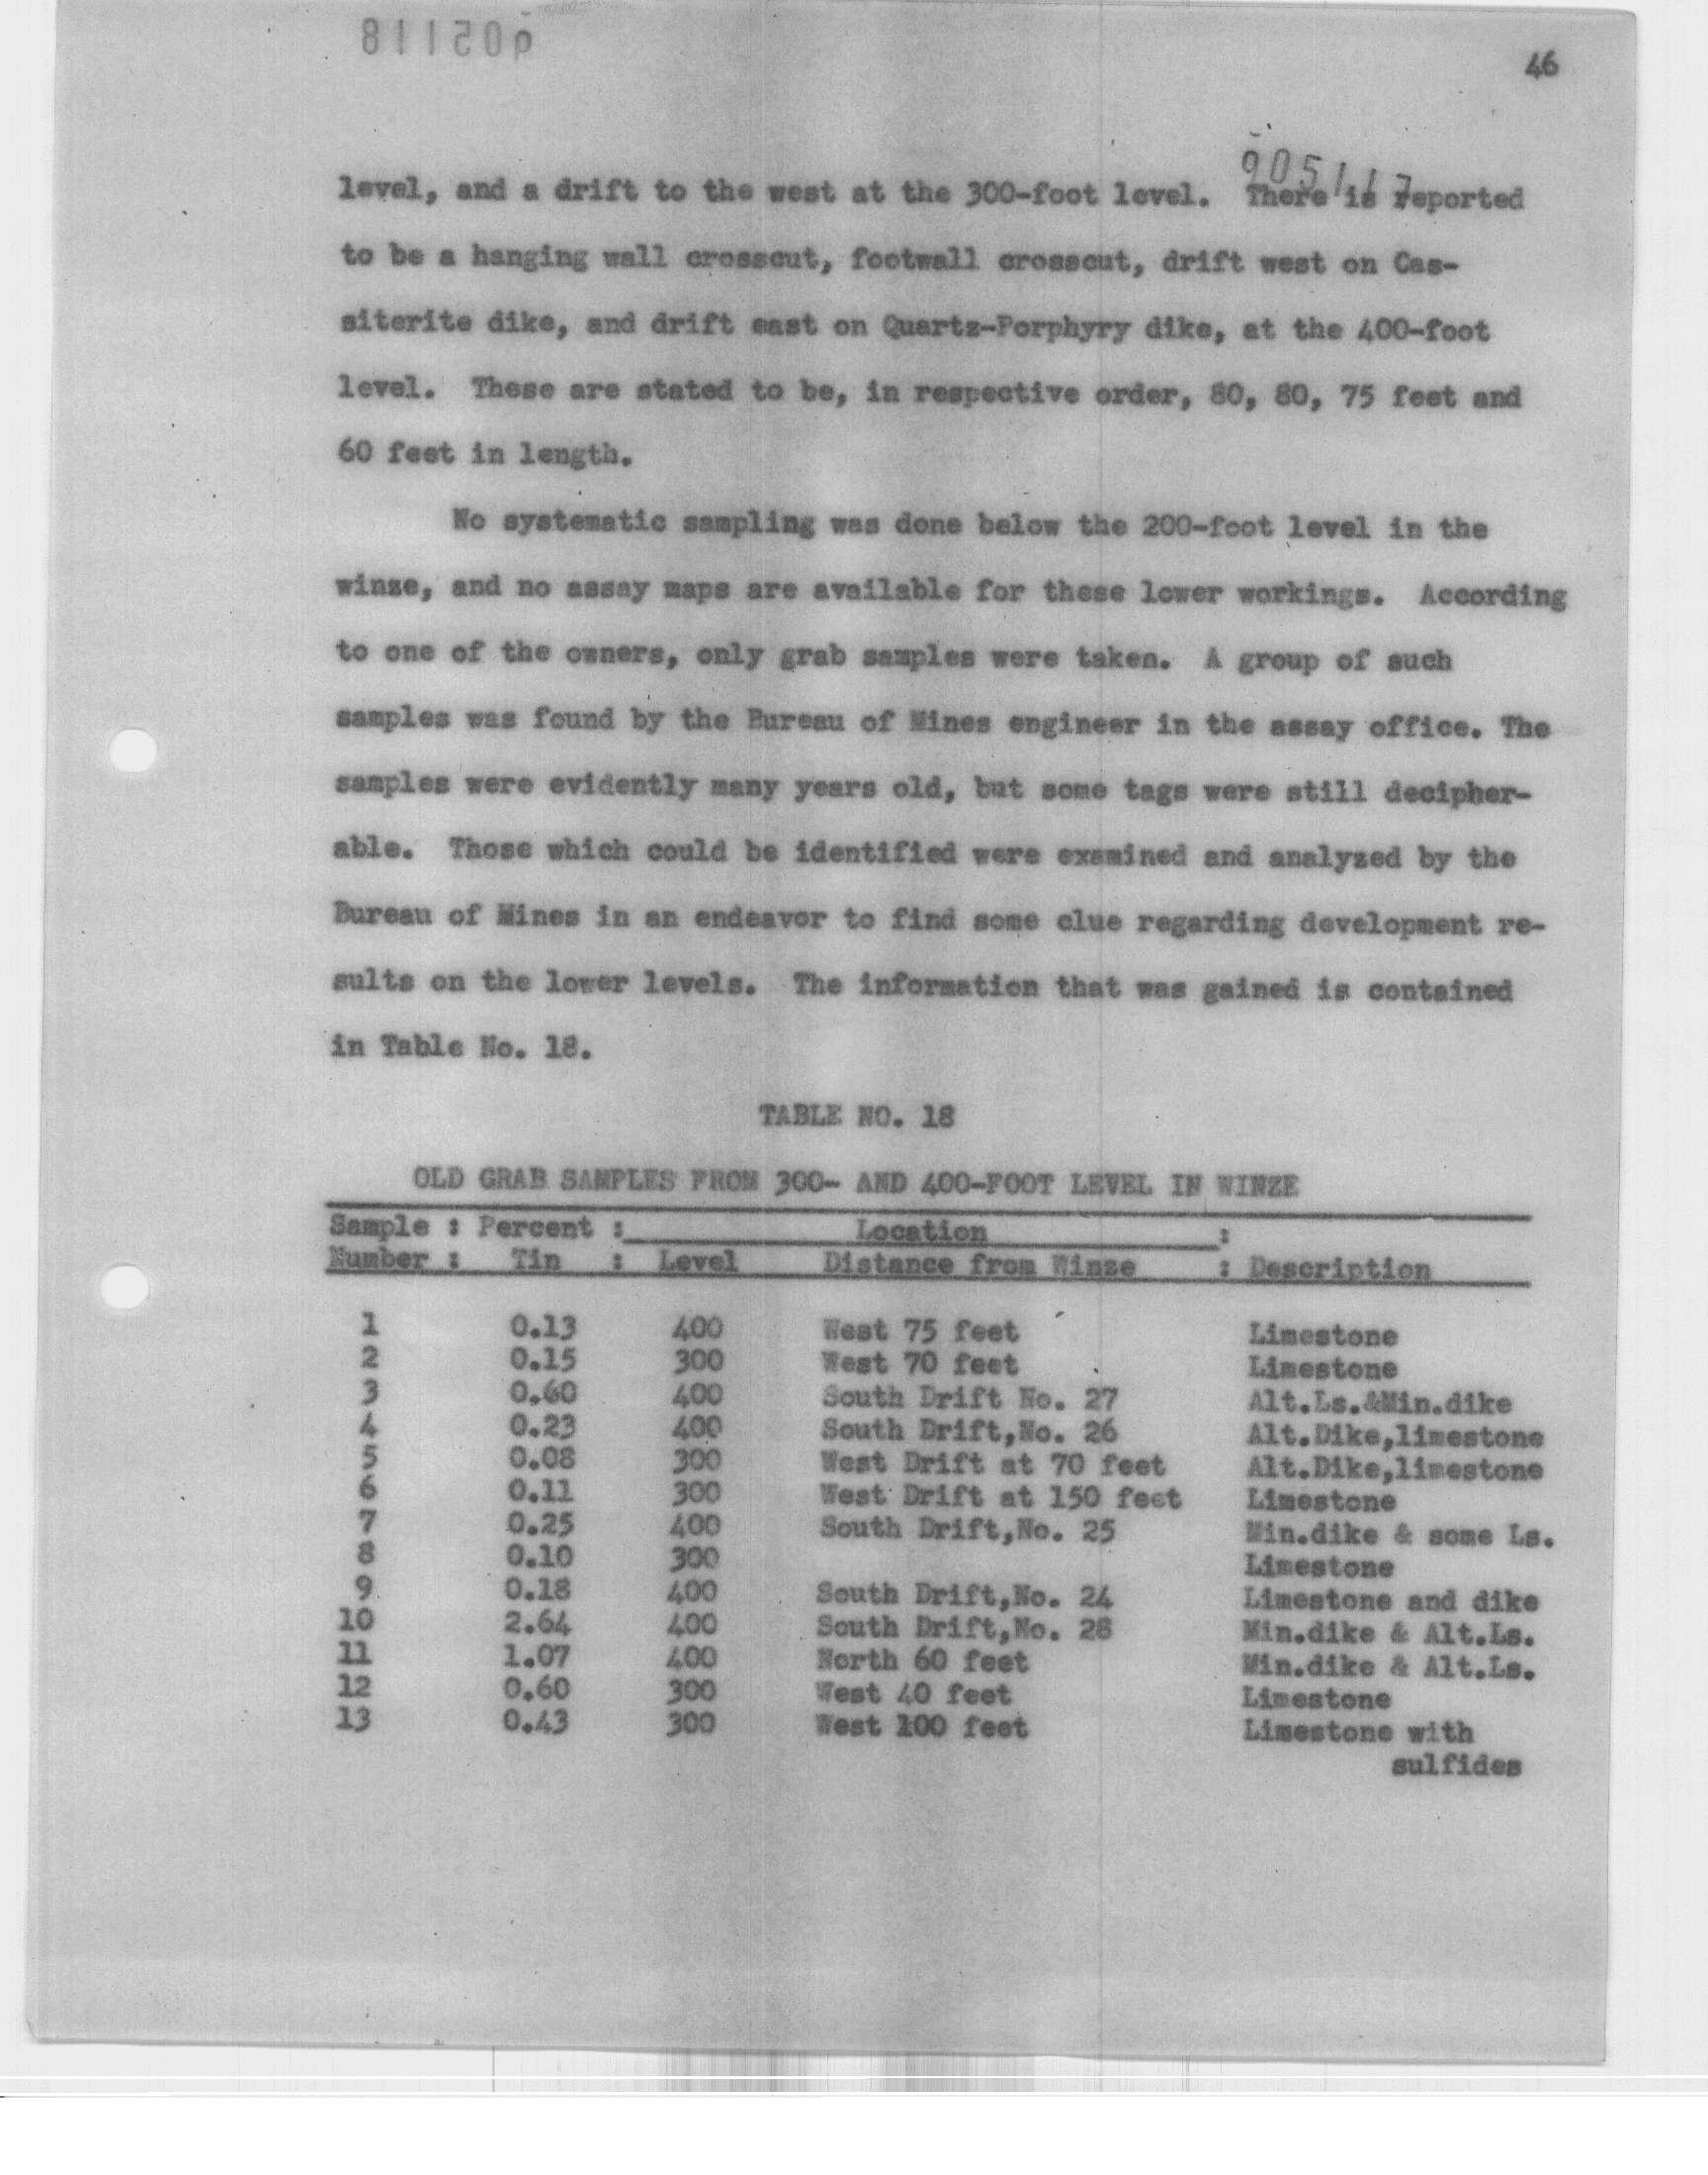 905118
46
905117
level, and a drift to the west at the 300-foot level. There is reported
to be a hanging wall crosscut, footwall crosscut, drift west on Cas-
siterite dike, and drift east on Quartz-Porphyry dike, at the 400-foot
level. These are stated to be, in respective order, 80, 80, 75 feet and
60 feet in length.
No systematic sampling was done below the 200-foot level in the
winze, and no assay maps are available for these lower workings. According
to one of the owners, only grab samples were taken. A group of such
samples was found by the Bureau of Mines engineer in the assay office. The
samples were evidently many years old, but some tags were still decipher-
able. Those which could be identified were examined and analyzed by the
Bureau of Mines in an endeavor to find some clue regarding development re-
sults on the lower levels. The information that was gained is contained
in Table No. 18.
TABLE NO. 18
OLD GRAB SAMPLES FROM 300- AND 400-FOOT LEVEL IN WINZE
Sample : Percent : Location :
Number : Tin : Level Distance from Winze : Description
1 0.13 400 West 75 feet Limestone
2 0.15 300 West 70 feet Limestone
3 0.60 400 South Drift No. 27 Alt.Ls.&Min.dike
4 0.23 400 South Drift,No. 26 Alt.Dike,limestone
5 0.08 300 West Drift at 70 feet Alt.Dike,limestone
6 0.11 300 West Drift at 150 feet Limestone
7 0.25 400 South Drift,No. 25 Min.dike & some Ls.
8 0.10 300 Limestone
9 0.18 400 South Drift,No. 24 Limestone and dike
10 2.64 400 South Drift,No. 28 Min.dike & Alt.Ls.
11 1.07 400 North 60 feet Min.dike & Alt.Ls.
12 0.60 300 West 40 feet Limestone
13 0.43 300 West 100 feet Limestone with
sulfides